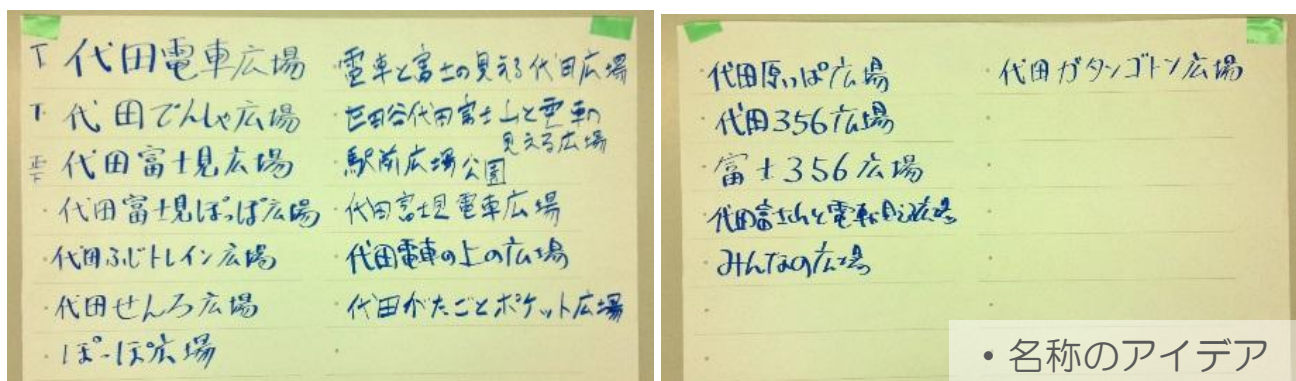 代田電車広場
代田でんしゃ広場
代田富士見広場
・代田富士見ぽっぽ広場
・代田ふじトレイン広場
・代田せんろ広場
・ぽっぽ広場
・電車と富士の見える代田広場
・世田谷代田富士山と電車の
見える広場
・駅前広場公園
・代田富士見電車広場
・代田電車の上の広場
・代田がたごとポケット広場
・代田原っぱ広場
・代田356広場
・富士356広場
・代田富士山と電車が見える広場
・みんなの広場
・代田ガタンゴトン広場
・名称のアイデア